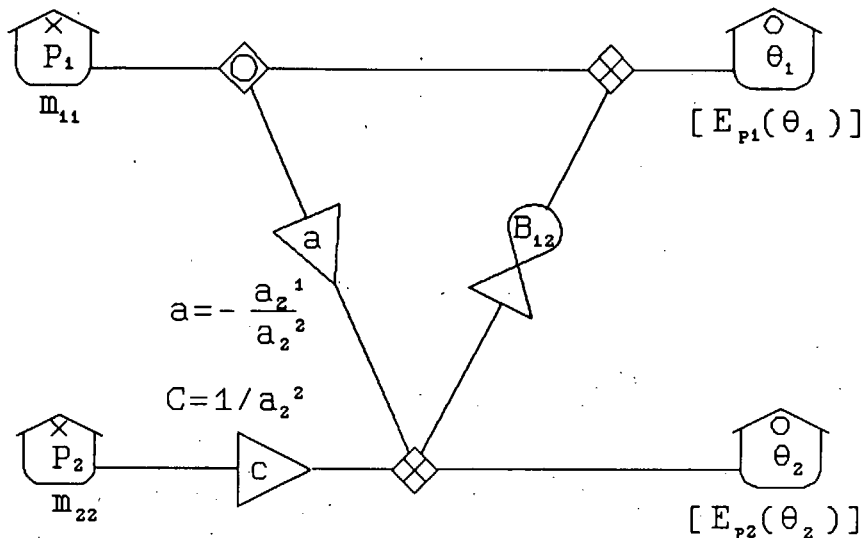 P₁
θ₁
m₁₁
[E_p1(θ₁)]
a
B₁₂
a=- a₂¹/a₂²
C=1/a₂²
P₂
C
θ₂
m₂₂
[E_p2(θ₂)]